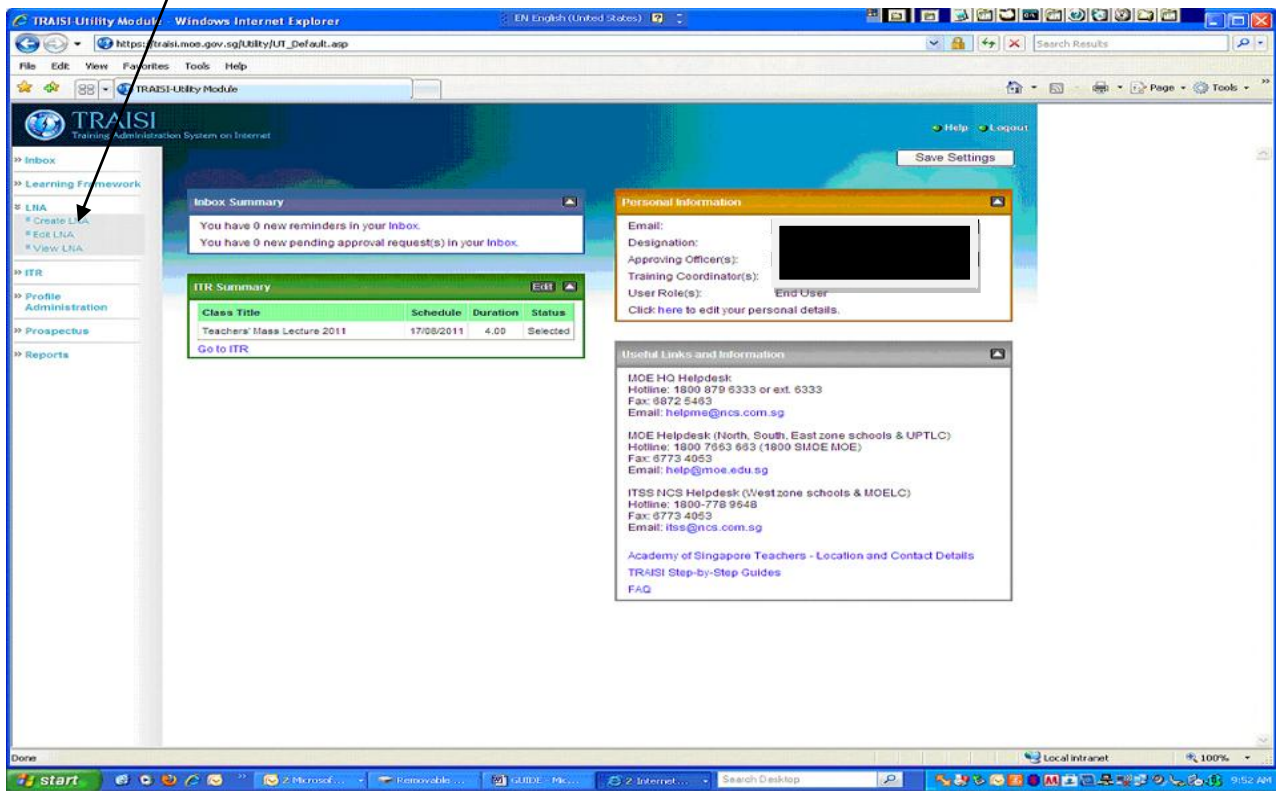 TRAISI-Utility Module - Windows Internet Explorer
EN English (United States)
https://traisi.moe.gov.sg/Utility/UT_Default.asp
Search Results
File Edit View Favorites Tools Help
TRAISI-Utility Module
Page Tools
TRAISI
Training Administration System on Internet
Help Logout
Save Settings
Inbox
Learning Framework
LNA
Create LNA
Edit LNA
View LNA
ITR
Profile
Administration
Prospectus
Reports
Inbox Summary
You have 0 new reminders in your Inbox.
You have 0 new pending approval request(s) in your Inbox.
ITR Summary Edit
Class Title Schedule Duration Status
Teachers' Mass Lecture 2011 17/08/2011 4.00 Selected
Go to ITR
Personal Information
Email:
Designation:
Approving Officer(s):
Training Coordinator(s):
User Role(s): End User
Click here to edit your personal details.
Useful Links and Information
MOE HQ Helpdesk
Hotline: 1800 879 6333 or ext. 6333
Fax: 6872 5463
Email: helpme@ncs.com.sg
MOE Helpdesk (North, South, East zone schools & UPTLC)
Hotline: 1800 7663 663 (1800 SMOE MOE)
Fax: 6773 4053
Email: help@moe.edu.sg
ITSS NCS Helpdesk (West zone schools & MOELC)
Hotline: 1800-778 9648
Fax: 6773 4053
Email: itss@ncs.com.sg
Academy of Singapore Teachers - Location and Contact Details
TRAISI Step-by-Step Guides
FAQ
Done
Local intranet
100%
start
2 Microsof...
Removable ...
GUIDE - Mic...
2 Internet...
Search Desktop
9:52 AM